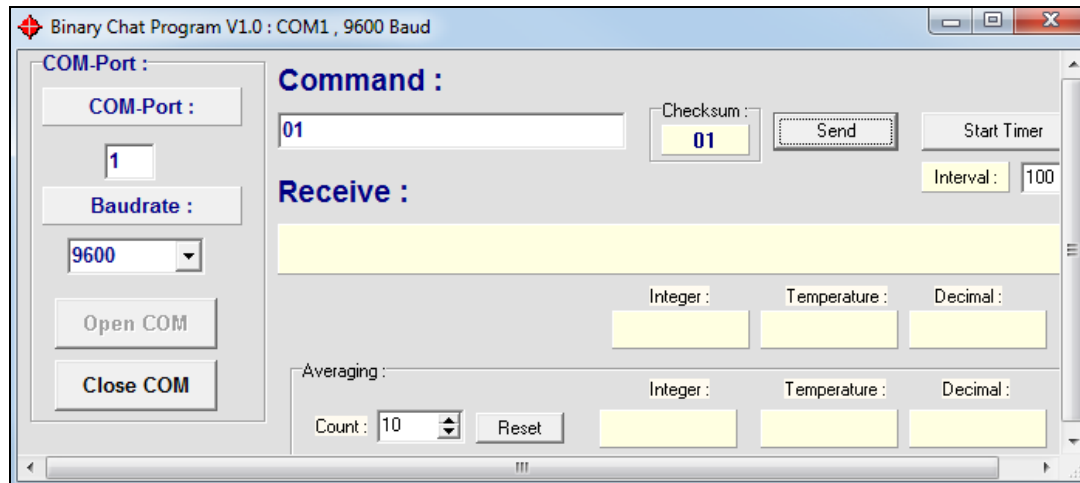 Binary Chat Program V1.0 : COM1 , 9600 Baud
COM-Port :
COM-Port :
1
Baudrate :
9600
Open COM
Close COM
Command :
01
Checksum :
01
Send
Start Timer
Interval :
100
Receive :
Integer :
Temperature :
Decimal :
Averaging :
Count :
10
Reset
Integer :
Temperature :
Decimal :